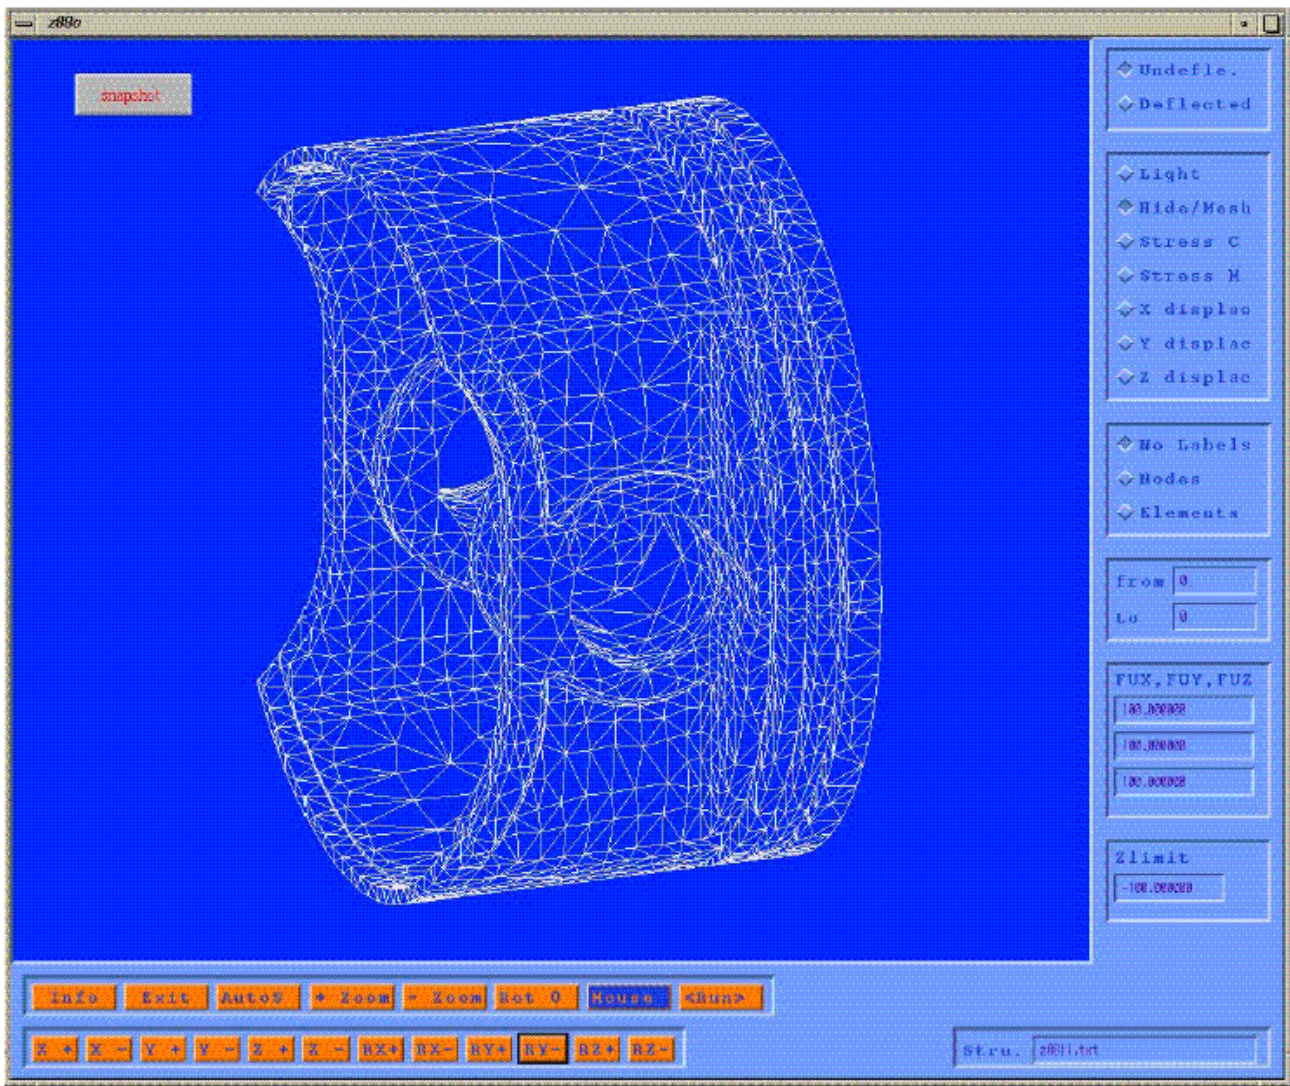 z88o
snapshot
Undefle.
Deflected
Light
Hide/Mesh
Stress C
Stress M
X displac
Y displac
Z displac
No Labels
Nodes
Elements
from 0
to 0
FUX,FUY,FUZ
100.000000
100.000000
100.000000
Zlimit
-100.000000
Info Exit AutoS + Zoom - Zoom Rot 0 Mouse <Run>
X + X - Y + Y - Z + Z - RX+ RX- RY+ RY- RZ+ RZ-
Stru.